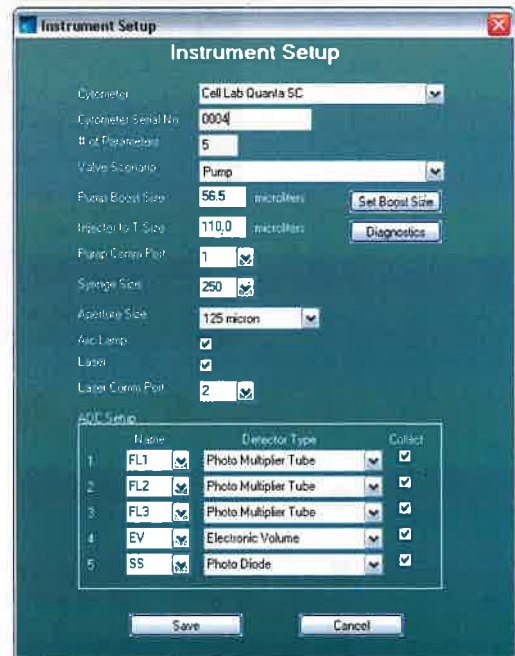 Instrument Setup
Instrument Setup
Cytometer Cell Lab Quanta SC
Cytometer Serial No. 0004
# of Parameters 5
Valve Scenario Pump
Pump Boost Size 56.5 microliters Set Boost Size
Injector to T Size 110.0 microliters Diagnostics
Pump Comm Port 1
Syringe Size 250
Aperture Size 125 micron
Arc Lamp
Laser
Laser Comm Port 2
ADC Setup
Name Detector Type Collect
1 FL1 Photo Multiplier Tube
2 FL2 Photo Multiplier Tube
3 FL3 Photo Multiplier Tube
4 EV Electronic Volume
5 SS Photo Diode
Save Cancel